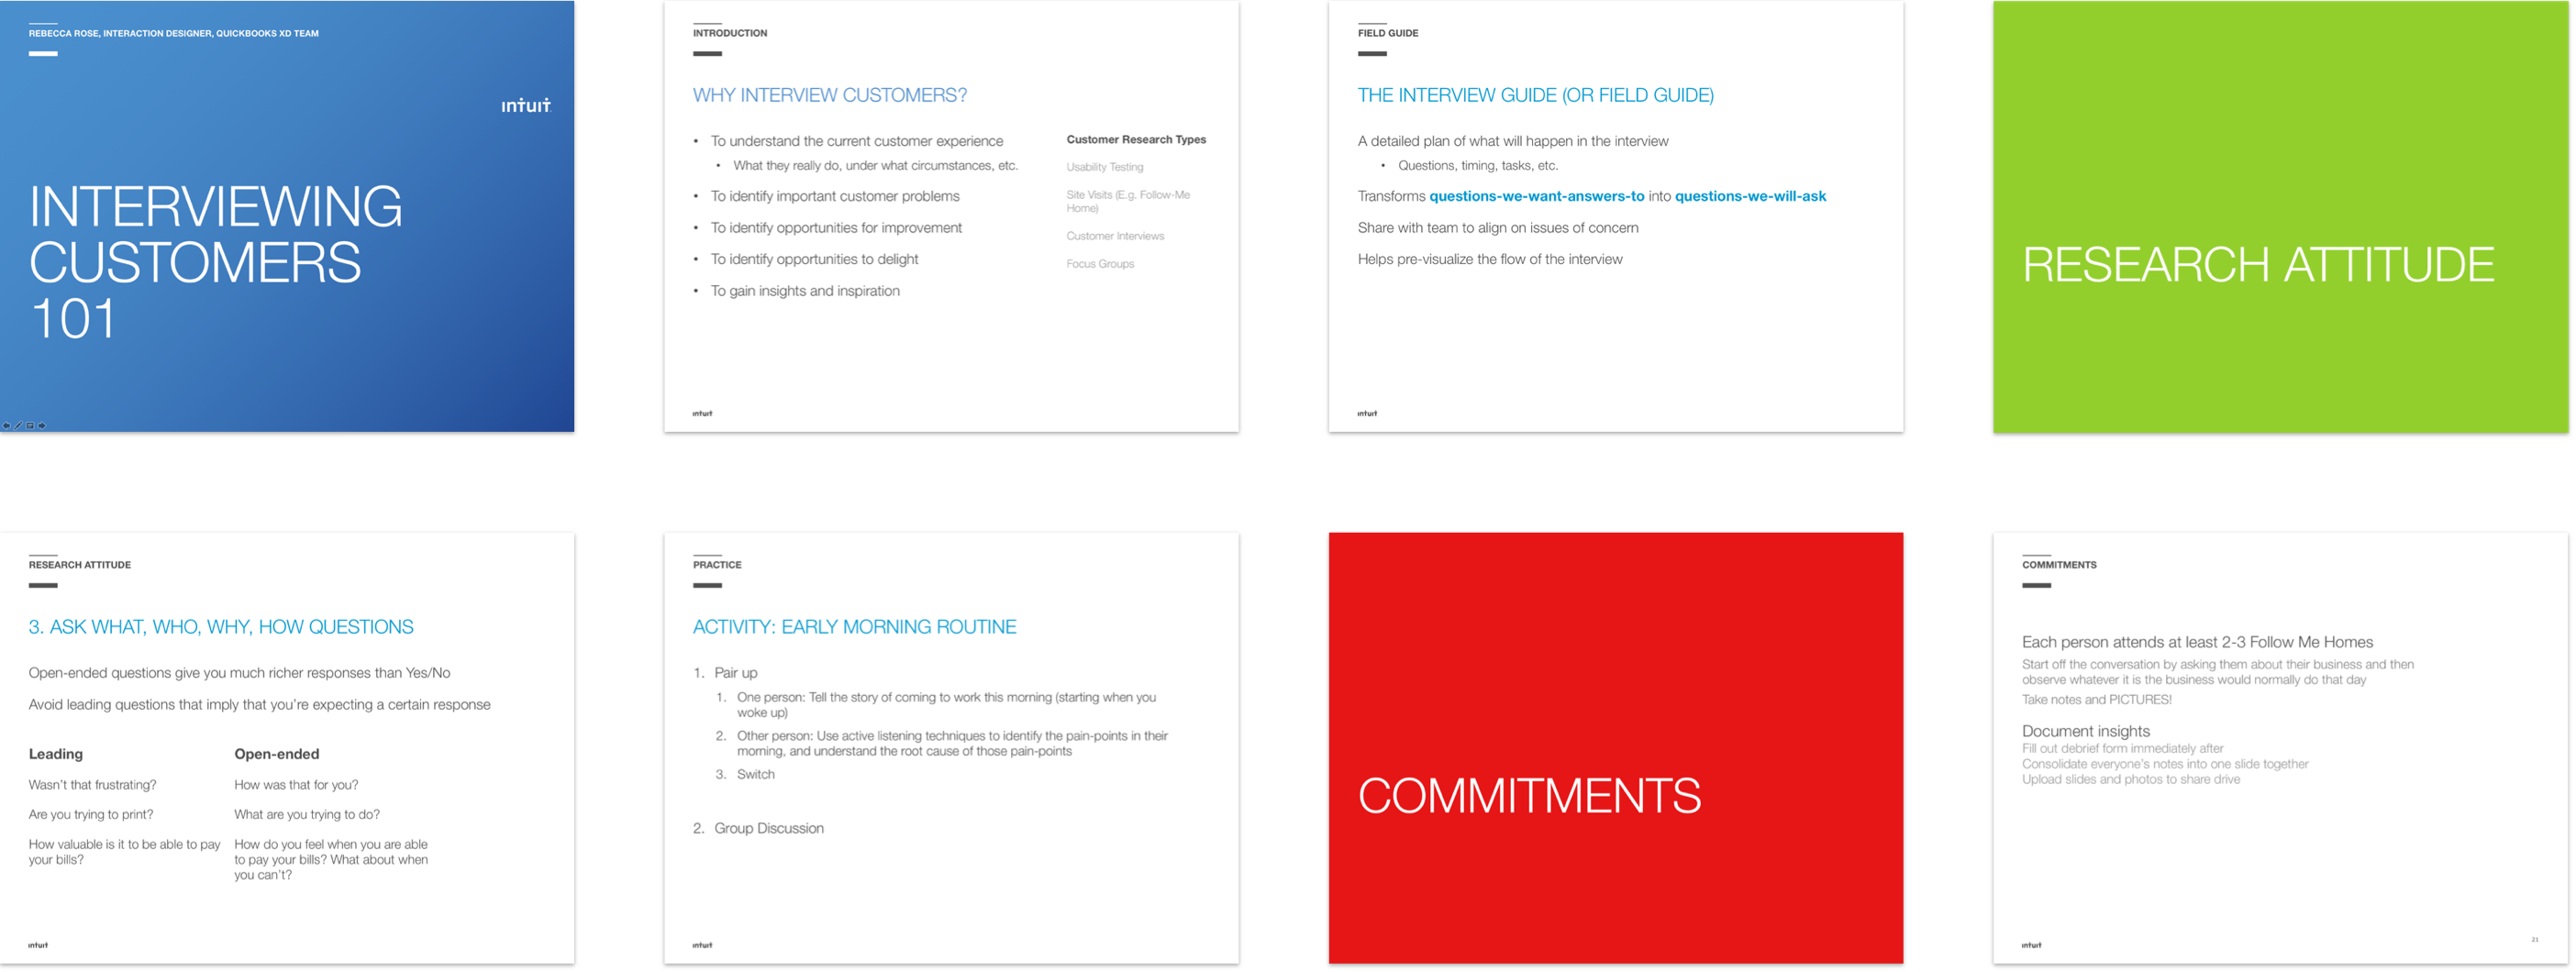 REBECCA ROSE, INTERACTION DESIGNER, QUICKBOOKS XD TEAM
intuit
INTERVIEWING
CUSTOMERS
101
INTRODUCTION
WHY INTERVIEW CUSTOMERS?
• To understand the current customer experience
• What they really do, under what circumstances, etc.
• To identify important customer problems
• To identify opportunities for improvement
• To identify opportunities to delight
• To gain insights and inspiration
Customer Research Types
Usability Testing
Site Visits (E.g. Follow-Me
Home)
Customer Interviews
Focus Groups
intuit
FIELD GUIDE
THE INTERVIEW GUIDE (OR FIELD GUIDE)
A detailed plan of what will happen in the interview
• Questions, timing, tasks, etc.
Transforms questions-we-want-answers-to into questions-we-will-ask
Share with team to align on issues of concern
Helps pre-visualize the flow of the interview
intuit
RESEARCH ATTITUDE
RESEARCH ATTITUDE
3. ASK WHAT, WHO, WHY, HOW QUESTIONS
Open-ended questions give you much richer responses than Yes/No
Avoid leading questions that imply that you're expecting a certain response
Leading
Wasn't that frustrating?
Are you trying to print?
How valuable is it to be able to pay
your bills?
Open-ended
How was that for you?
What are you trying to do?
How do you feel when you are able
to pay your bills? What about when
you can't?
intuit
PRACTICE
ACTIVITY: EARLY MORNING ROUTINE
1. Pair up
1. One person: Tell the story of coming to work this morning (starting when you
woke up)
2. Other person: Use active listening techniques to identify the pain-points in their
morning, and understand the root cause of those pain-points
3. Switch
2. Group Discussion
intuit
COMMITMENTS
COMMITMENTS
Each person attends at least 2-3 Follow Me Homes
Start off the conversation by asking them about their business and then
observe whatever it is the business would normally do that day
Take notes and PICTURES!
Document insights
Fill out debrief form immediately after
Consolidate everyone's notes into one slide together
Upload slides and photos to share drive
intuit
21